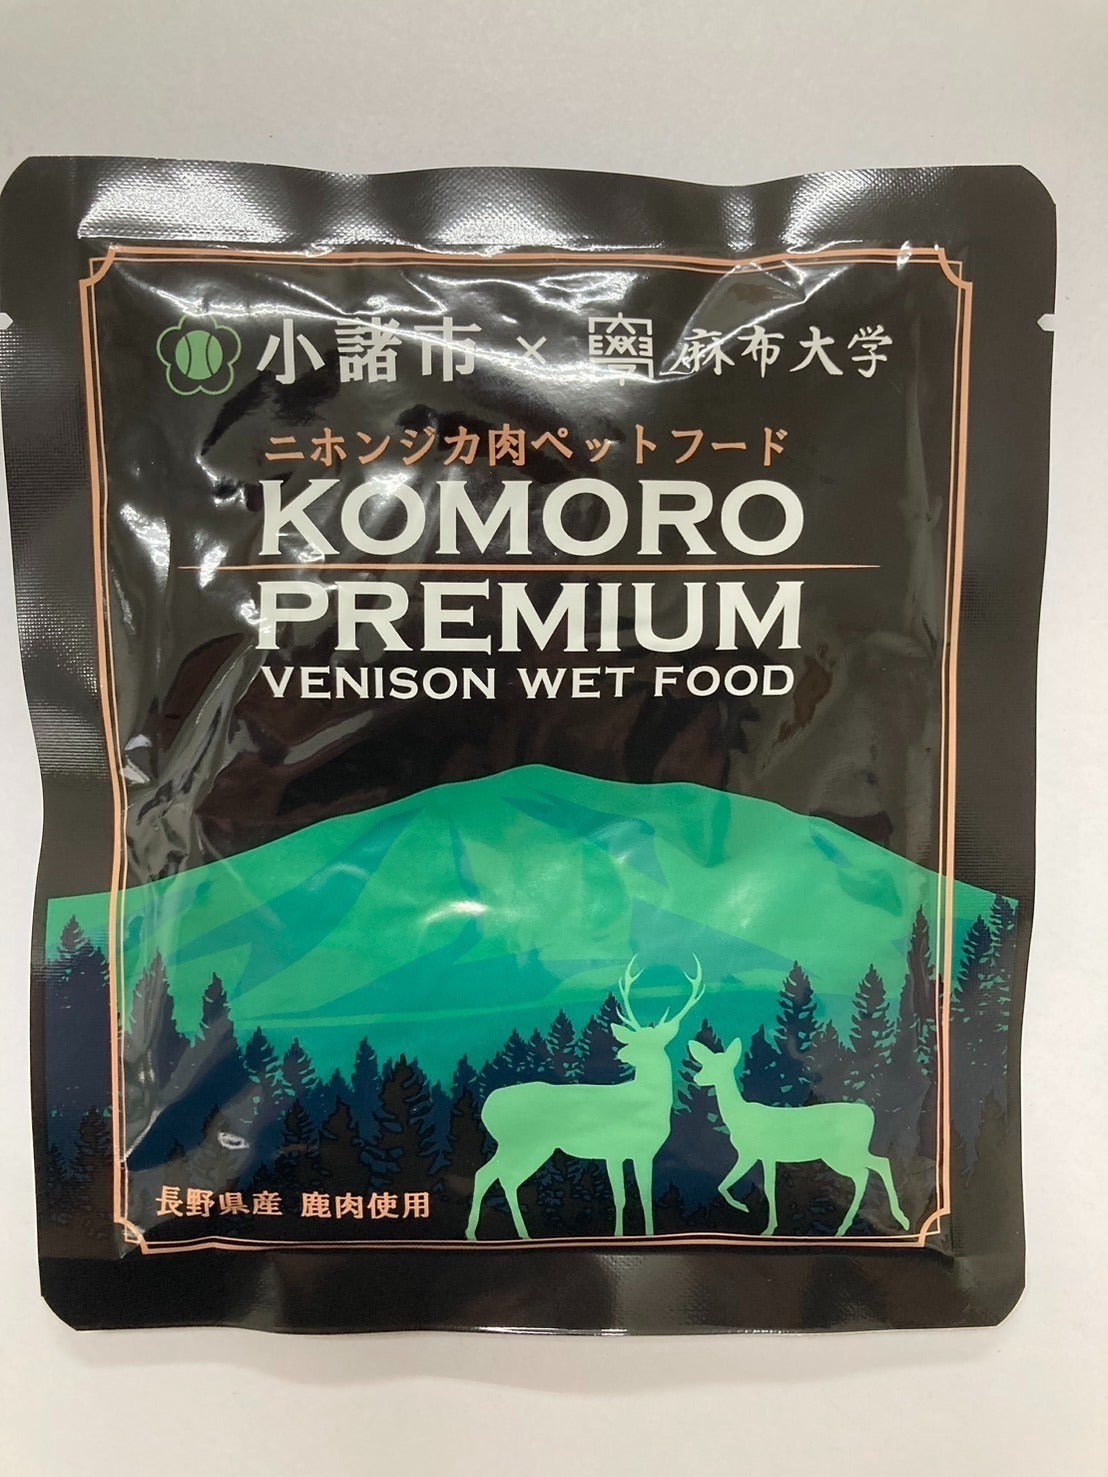 小諸市 × 麻布大学
ニホンジカ肉ペットフード
KOMORO
PREMIUM
VENISON WET FOOD
長野県産 鹿肉使用